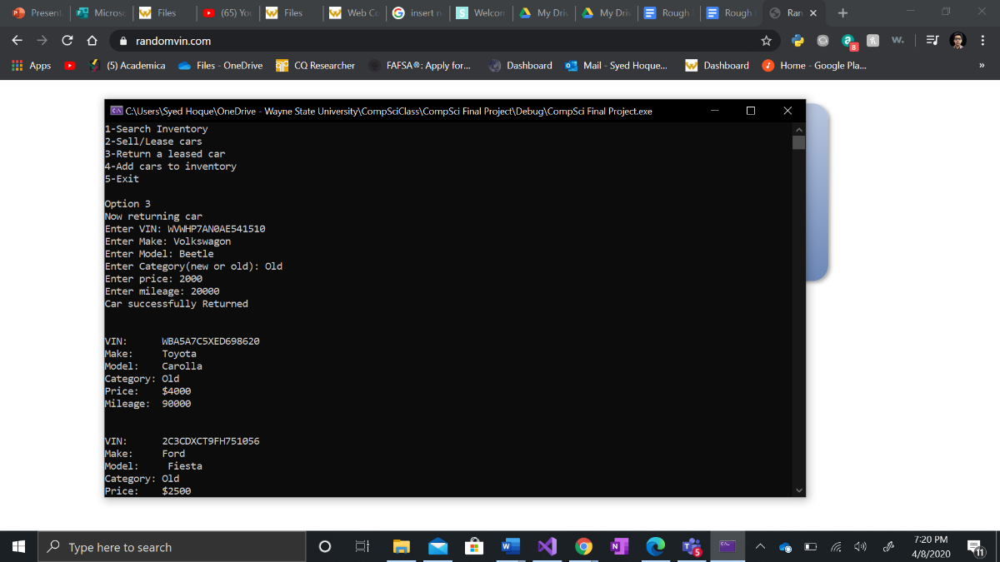 Present
Microso
Files
(65) You
Files
Web Co
insert n
Welcom
My Driv
Rough
Rough
Ran
randomvin.com
8
Apps
(5) Academica
Files - OneDrive
CQ Researcher
FAFSA®: Apply for...
Dashboard
Mail - Syed Hoque...
Dashboard
Home - Google Pla...
»
C:\Users\Syed Hoque\OneDrive - Wayne State University\CompSciClass\CompSci Final Project\Debug\CompSci Final Project.exe
1-Search Inventory
2-Sell/Lease cars
3-Return a leased car
4-Add cars to inventory
5-Exit
Option 3
Now returning car
Enter VIN: WVWHP7AN0AE541510
Enter Make: Volkswagon
Enter Model: Beetle
Enter Category(new or old): Old
Enter price: 2000
Enter mileage: 20000
Car successfully Returned
VIN: WBA5A7C5XED698620
Make: Toyota
Model: Carolla
Category: Old
Price: $4000
Mileage: 90000
VIN: 2C3CDXCT9FH751056
Make: Ford
Model: Fiesta
Category: Old
Price: $2500
Type here to search
5
7:20 PM
4/8/2020
11